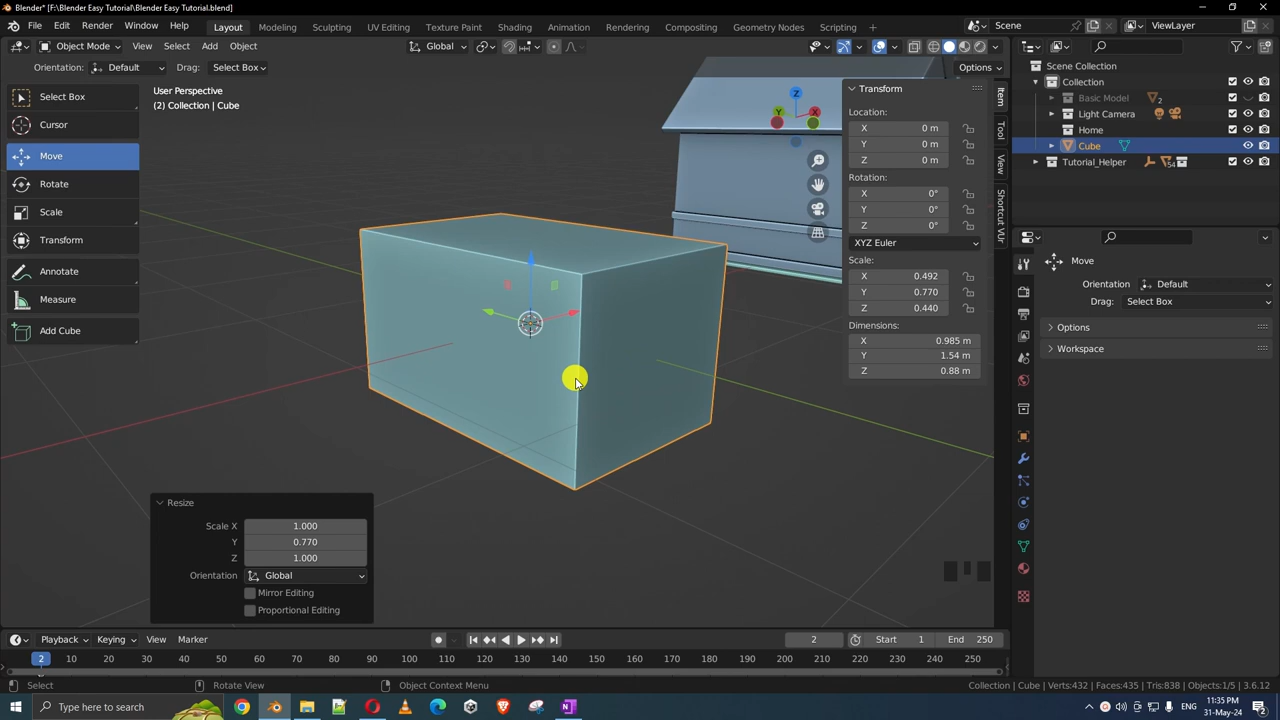 Blender* [F:\Blender Easy Tutorial\Blender Easy Tutorial.blend]
File Edit Render Window Help Layout Modeling Sculpting UV Editing Texture Paint Shading Animation Rendering Compositing Geometry Nodes Scripting Scene ViewLayer
Object Mode View Select Add Object Global
Orientation: Default Drag: Select Box Options
User Perspective
(2) Collection | Cube
Select Box
Cursor
Move
Rotate
Scale
Transform
Annotate
Measure
Add Cube
Z
Y
X
Transform
Location:
X 0 m
Y 0 m
Z 0 m
Rotation:
X 0°
Y 0°
Z 0°
XYZ Euler
Scale:
X 0.492
Y 0.770
Z 0.440
Dimensions:
X 0.985 m
Y 1.54 m
Z 0.88 m
Item
Tool
View
Shortcut VUr
Scene Collection
Collection
Basic Model 2
Light Camera
Home
Cube
Tutorial_Helper 54
Move
Orientation Default
Drag: Select Box
Options
Workspace
Resize
Scale X 1.000
Y 0.770
Z 1.000
Orientation Global
Mirror Editing
Proportional Editing
Playback Keying View Marker 2 Start 1 End 250
2 10 20 30 40 50 60 70 80 90 100 110 120 130 140 150 160 170 180 190 200 210 220 230 240 250
Select Rotate View Object Context Menu Collection | Cube | Verts:432 | Faces:435 | Tris:838 | Objects:1/5 | 3.6.12
Type here to search ENG 11:35 PM
31-May-24